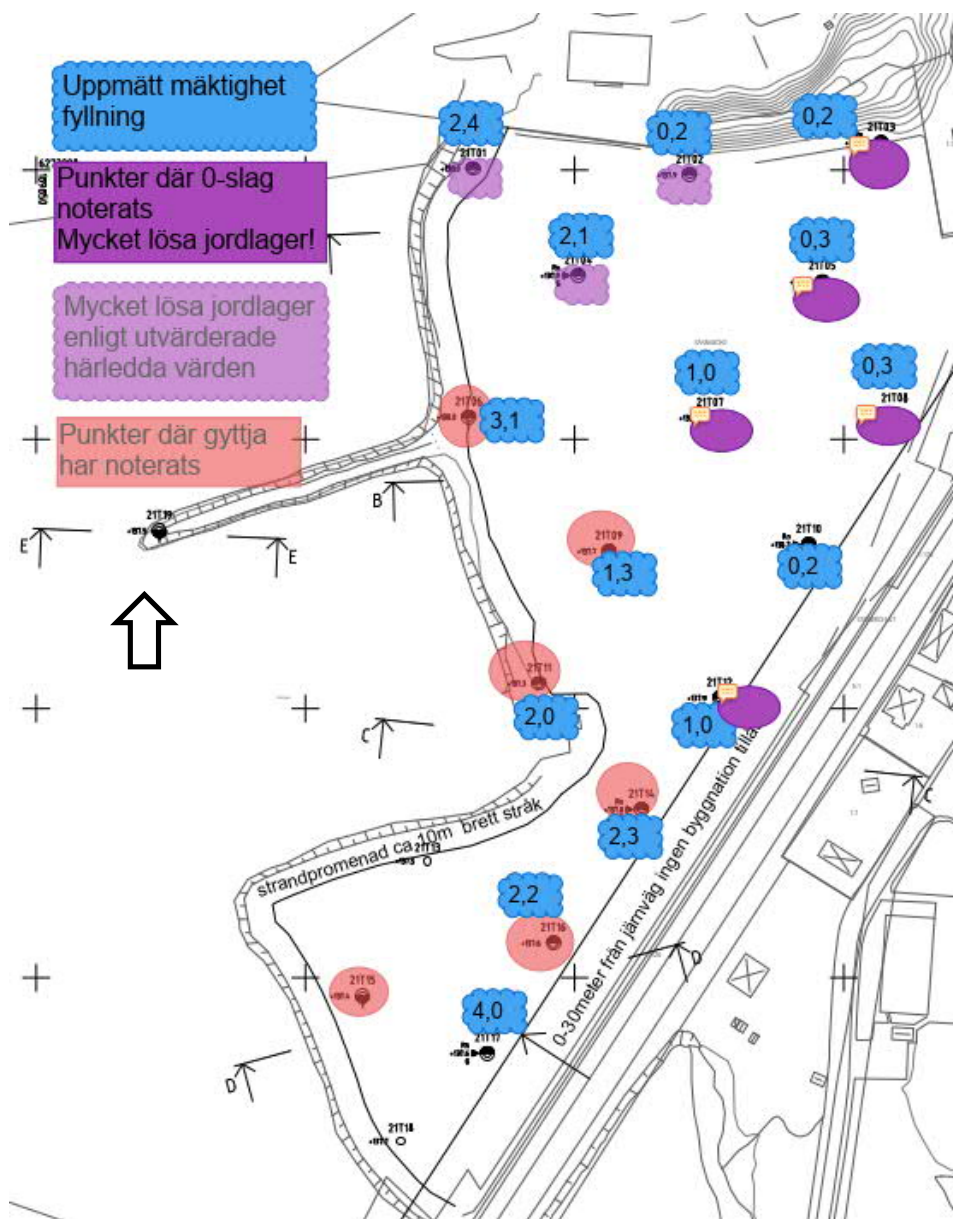 Uppmätt mäktighet
fyllning
Punkter där 0-slag
noterats
Mycket lösa jordlager!
Mycket lösa jordlager
enligt utvärderade
härledda värden
Punkter där gyttja
har noterats
2,4
21T01
0,2
21T02
0,2
21T03
2,1
21T04
0,3
21T05
1,0
21T07
0,3
21T08
21T06
3,1
B
21T19
E
E
21T09
1,3
21T10
0,2
21T11
2,0
21T12
1,0
C
C
21T14
2,3
strandpromenad ca 10m brett stråk
21T13
0-30meter från järnväg ingen byggnation tilla
2,2
21T16
D
21T15
4,0
21T17
D
21T18